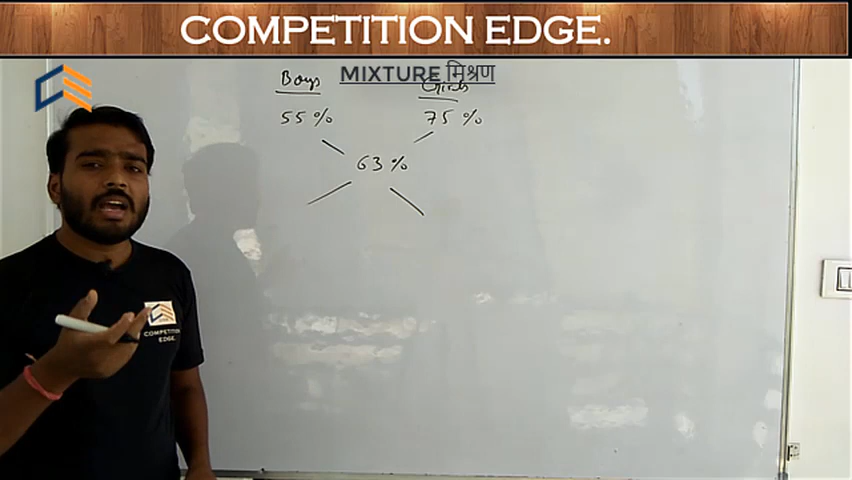 COMPETITION EDGE.
MIXTURE मिश्रण
Boys Girls
55% 75%
63%
COMPETITION
EDGE.